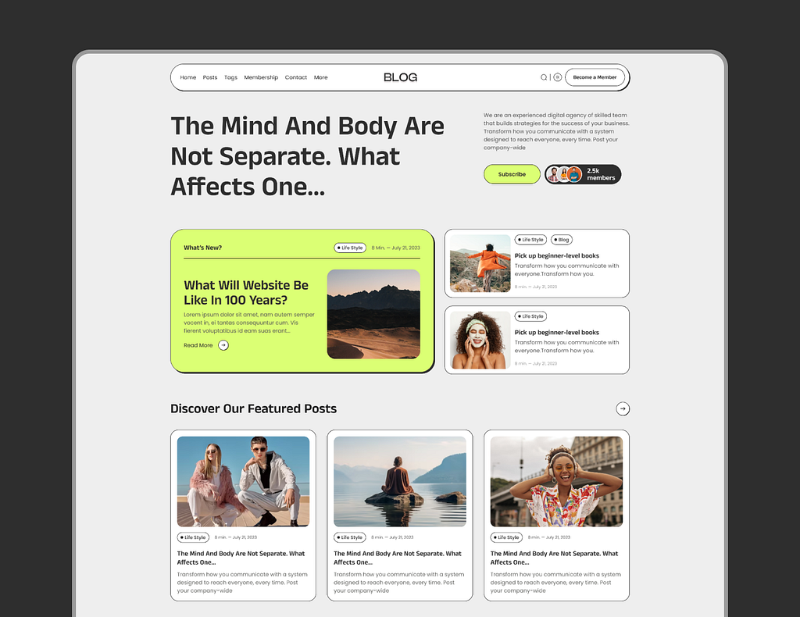 Home Posts Tags Membership Contact More
BLOG
Become a Member
The Mind And Body Are
Not Separate. What
Affects One...
We are an experienced digital agency of skilled team
that builds strategies for the success of your business.
Transform how you communicate with a system
designed to reach everyone, every time. Post your
company-wide
Subscribe
2.5k
members
What's New?
Life Style
8 Min. — July 21, 2023
What Will Website Be
Like In 100 Years?
Lorem ipsum dolor sit amet, nam autem semper
vocent in, ei tantas consequuntur cum. Vis
fierent voluptatibus id eam suas erant...
Read More
Life Style
Blog
Pick up beginner-level books
Transform how you communicate with
everyone.Transform how you.
8 min. — July 21, 2023
Life Style
Pick up beginner-level books
Transform how you communicate with
everyone.Transform how you.
8 min. — July 21, 2023
Discover Our Featured Posts
Life Style
8 min. — July 21, 2023
The Mind And Body Are Not Separate. What
Affects One...
Transform how you communicate with a system
designed to reach everyone, every time. Post
your company-wide
Life Style
8 min. — July 21, 2023
The Mind And Body Are Not Separate. What
Affects One...
Transform how you communicate with a system
designed to reach everyone, every time. Post
your company-wide
Life Style
8 min. — July 21, 2023
The Mind And Body Are Not Separate. What
Affects One...
Transform how you communicate with a system
designed to reach everyone, every time. Post
your company-wide